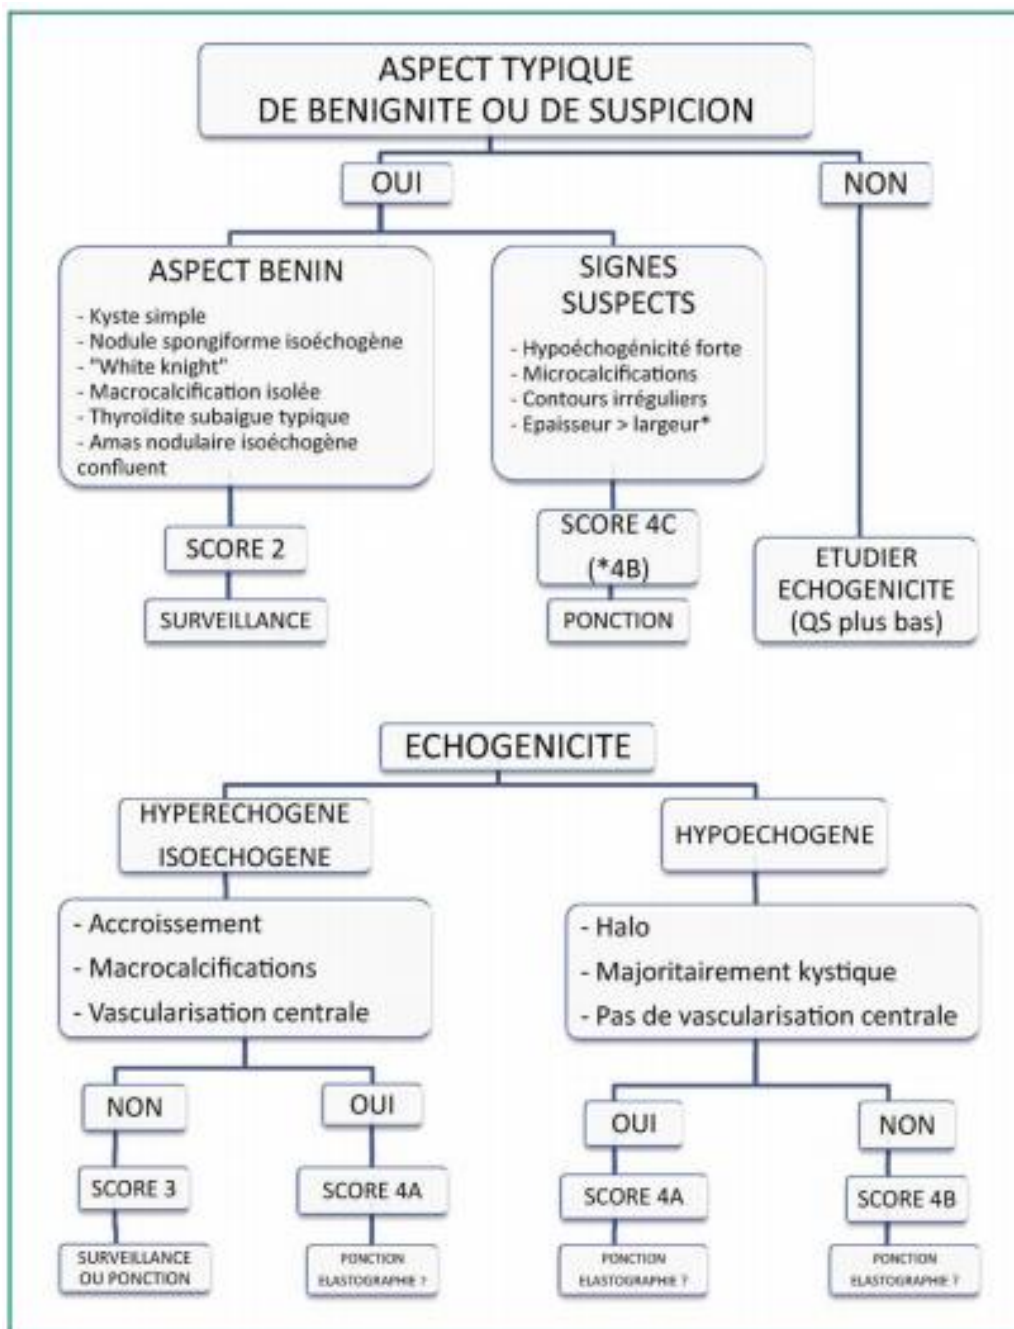 ASPECT TYPIQUE
DE BENIGNITE OU DE SUSPICION
OUI
NON
ASPECT BENIN
- Kyste simple
- Nodule spongiforme isoéchogène
- "White knight"
- Macrocalcification isolée
- Thyroïdite subaigue typique
- Amas nodulaire isoéchogène
confluent
SIGNES
SUSPECTS
- Hypoéchogénicité forte
- Microcalcifications
- Contours irréguliers
- Epaisseur > largeur*
SCORE 2
SURVEILLANCE
SCORE 4C
(*4B)
PONCTION
ETUDIER
ECHOGENICITE
(QS plus bas)
ECHOGENICITE
HYPERECHOGENE
ISOECHOGENE
HYPOECHOGENE
- Accroissement
- Macrocalcifications
- Vascularisation centrale
- Halo
- Majoritairement kystique
- Pas de vascularisation centrale
NON
OUI
OUI
NON
SCORE 3
SCORE 4A
SCORE 4A
SCORE 4B
SURVEILLANCE
OU PONCTION
PONCTION
ELASTOGRAPHIE ?
PONCTION
ELASTOGRAPHIE ?
PONCTION
ELASTOGRAPHIE ?